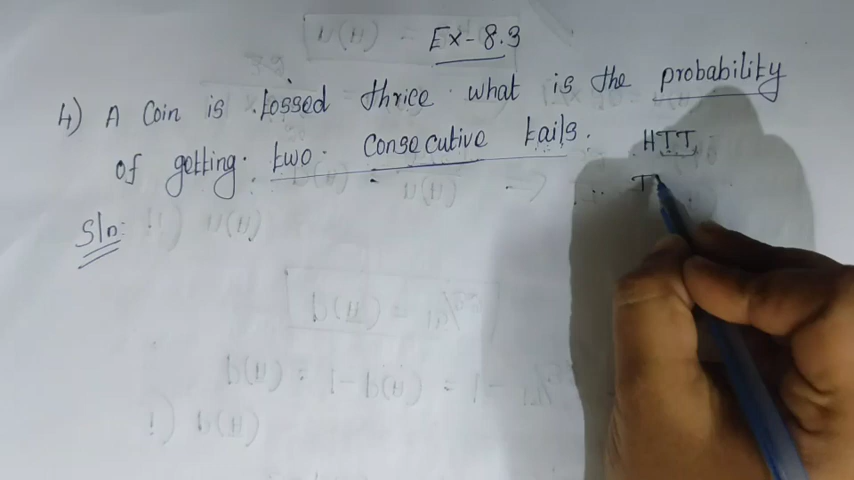 Ex-8.3
4) A Coin is tossed thrice. what is the probability
of getting two consecutive tails.
HTT
T
Sln: